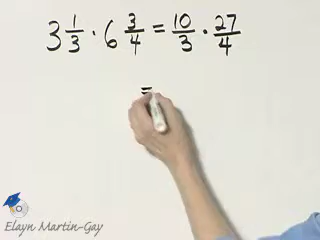 3 1/3 · 6 3/4 = 10/3 · 27/4
=
Elayn Martin-Gay